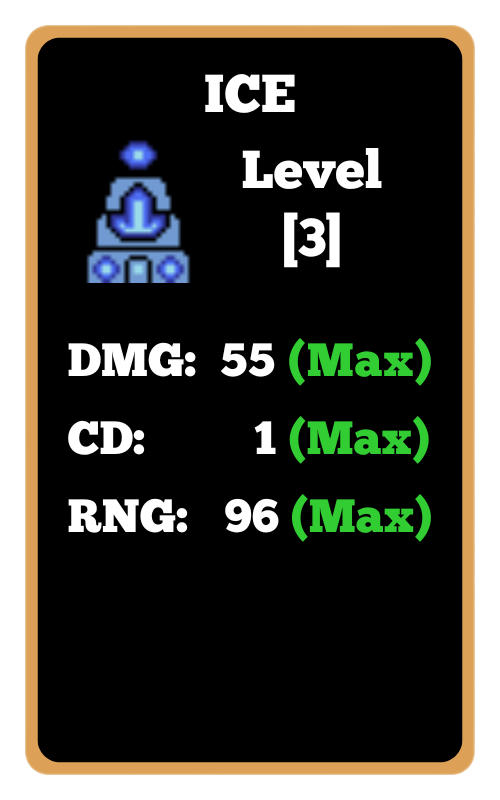 ICE
Level
[3]
DMG: 55 (Max)
CD: 1 (Max)
RNG: 96 (Max)